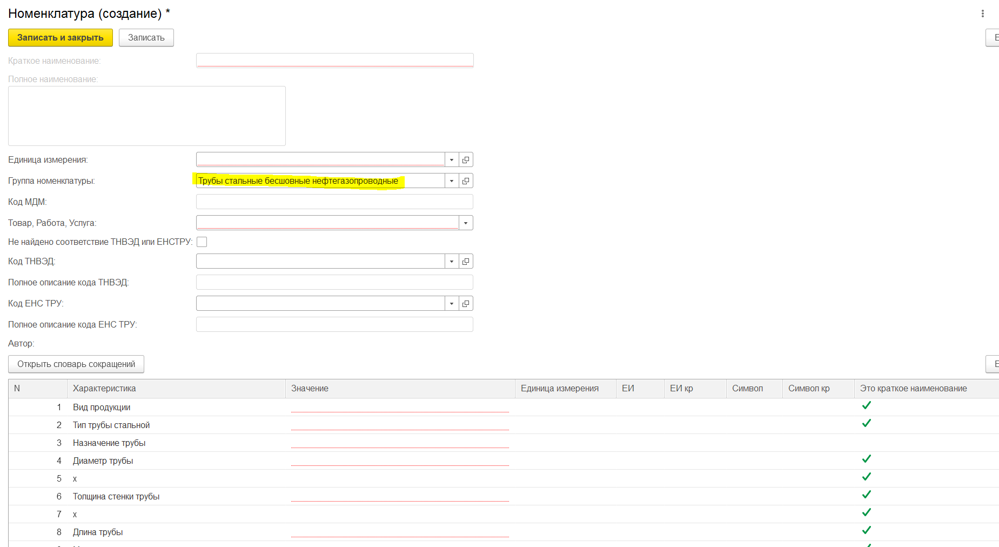 Номенклатура (создание) *
Записать и закрыть Записать
Краткое наименование:
Полное наименование:
Единица измерения:
Группа номенклатуры: Трубы стальные бесшовные нефтегазопроводные
Код МДМ:
Товар, Работа, Услуга:
Не найдено соответствие ТНВЭД или ЕНСТРУ:
Код ТНВЭД:
Полное описание кода ТНВЭД:
Код ЕНС ТРУ:
Полное описание кода ЕНС ТРУ:
Автор:
Открыть словарь сокращений
N Характеристика Значение Единица измерения ЕИ ЕИ кр Символ Символ кр Это краткое наименование
1 Вид продукции
2 Тип трубы стальной
3 Назначение трубы
4 Диаметр трубы
5 х
6 Толщина стенки трубы
7 х
8 Длина трубы